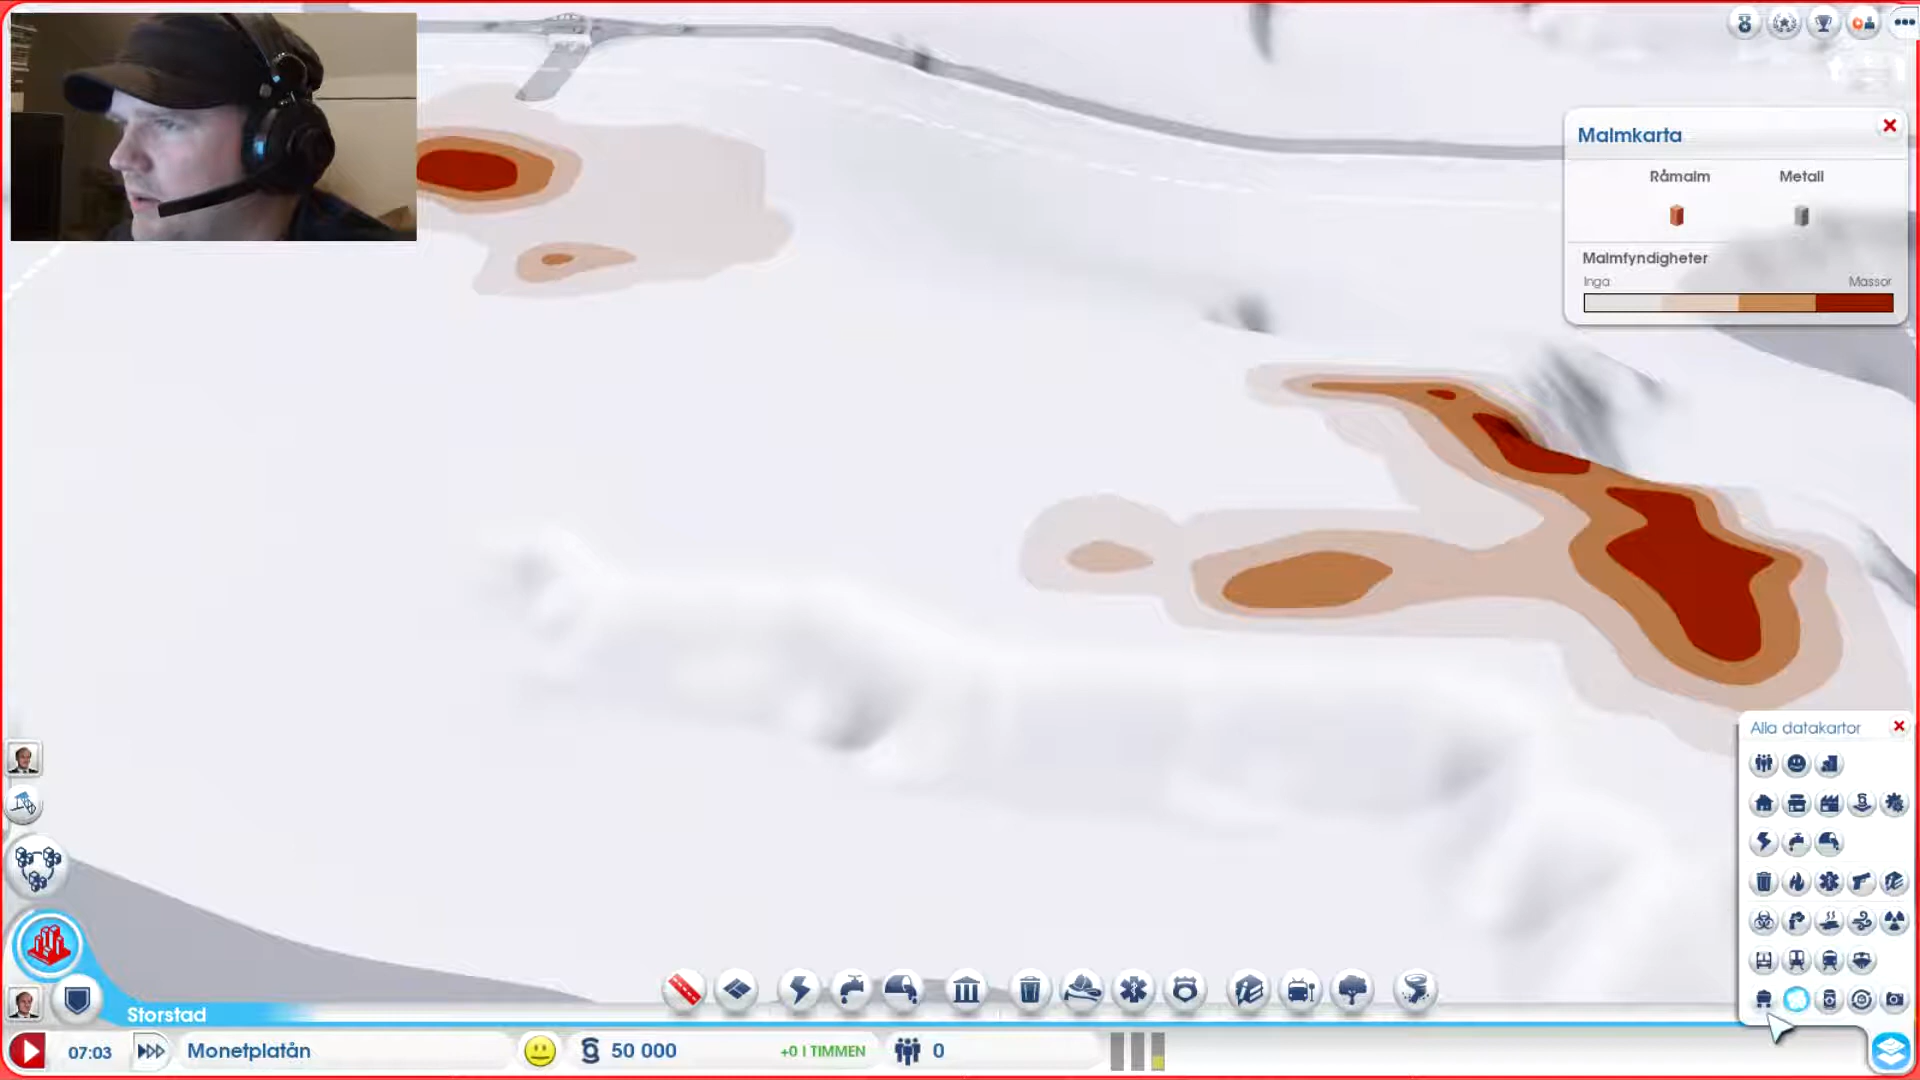 Malmkarta
Råmalm Metall
Malmfyndigheter
Inga Massor
Alla datakartor
Storstad
07:03 Monetplatån 50 000 +0 I TIMMEN 0